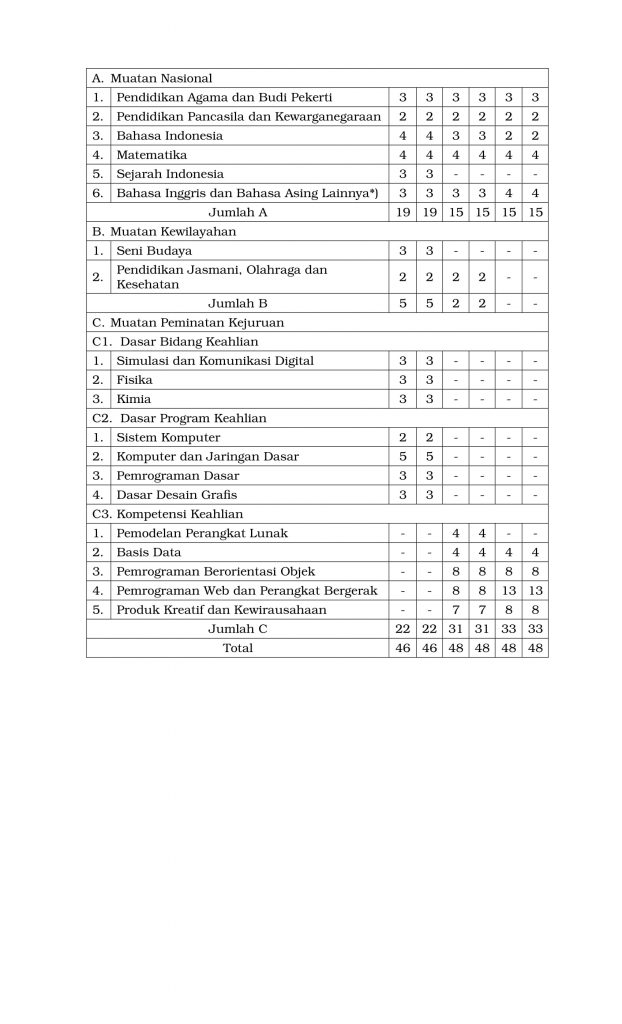 A. Muatan Nasional
1. Pendidikan Agama dan Budi Pekerti 3 3 3 3 3 3
2. Pendidikan Pancasila dan Kewarganegaraan 2 2 2 2 2 2
3. Bahasa Indonesia 4 4 3 3 2 2
4. Matematika 4 4 4 4 4 4
5. Sejarah Indonesia 3 3 - - - -
6. Bahasa Inggris dan Bahasa Asing Lainnya*) 3 3 3 3 4 4
Jumlah A 19 19 15 15 15 15
B. Muatan Kewilayahan
1. Seni Budaya 3 3 - - - -
2. Pendidikan Jasmani, Olahraga dan
Kesehatan 2 2 2 2 - -
Jumlah B 5 5 2 2 - -
C. Muatan Peminatan Kejuruan
C1. Dasar Bidang Keahlian
1. Simulasi dan Komunikasi Digital 3 3 - - - -
2. Fisika 3 3 - - - -
3. Kimia 3 3 - - - -
C2. Dasar Program Keahlian
1. Sistem Komputer 2 2 - - - -
2. Komputer dan Jaringan Dasar 5 5 - - - -
3. Pemrograman Dasar 3 3 - - - -
4. Dasar Desain Grafis 3 3 - - - -
C3. Kompetensi Keahlian
1. Pemodelan Perangkat Lunak - - 4 4 - -
2. Basis Data - - 4 4 4 4
3. Pemrograman Berorientasi Objek - - 8 8 8 8
4. Pemrograman Web dan Perangkat Bergerak - - 8 8 13 13
5. Produk Kreatif dan Kewirausahaan - - 7 7 8 8
Jumlah C 22 22 31 31 33 33
Total 46 46 48 48 48 48